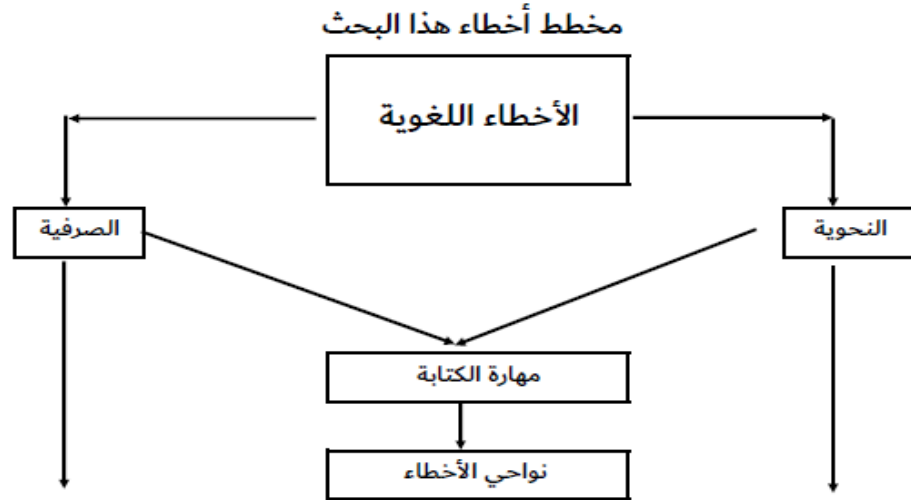 مخطط أخطاء هذا البحث
الأخطاء اللغوية
النحوية
الصرفية
مهارة الكتابة
نواحي الأخطاء